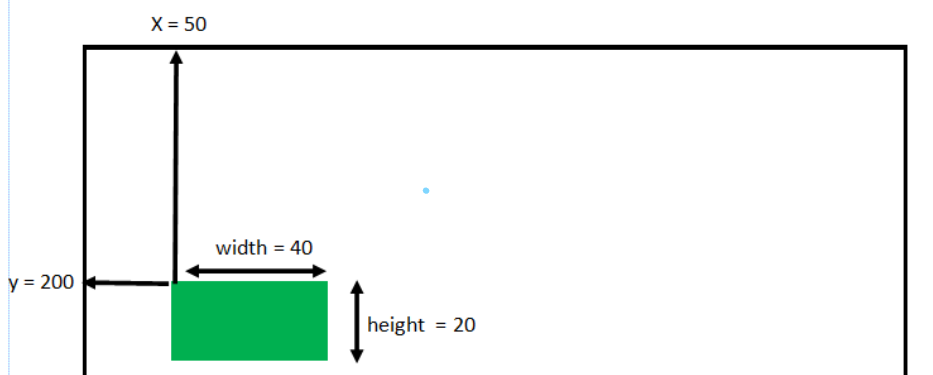 X = 50
width = 40
y = 200
height = 20